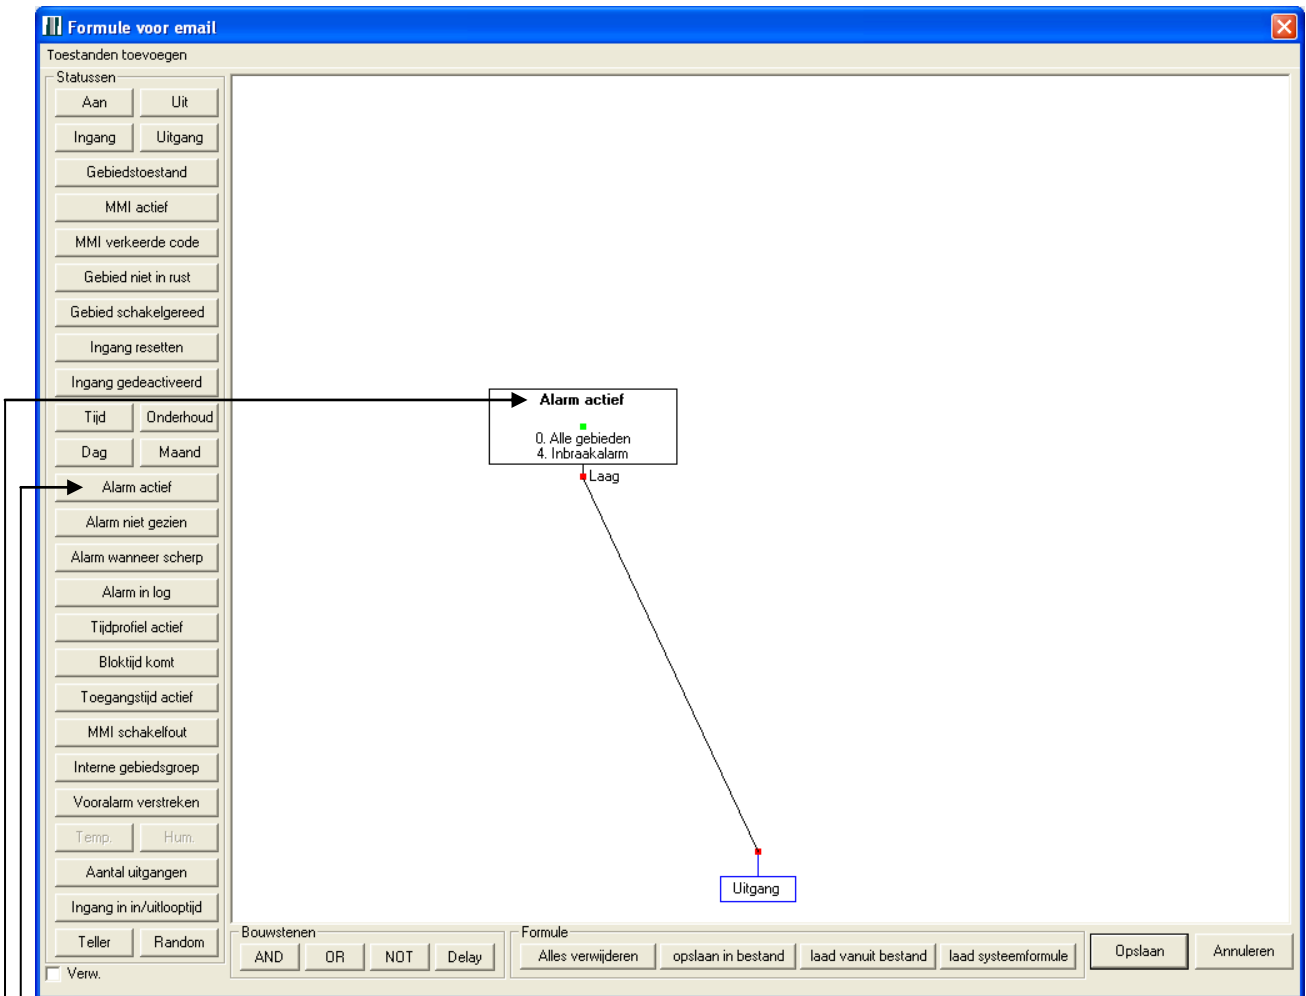 Formule voor email
Toestanden toevoegen
Statussen
Aan Uit
Ingang Uitgang
Gebiedstoestand
MMI actief
MMI verkeerde code
Gebied niet in rust
Gebied schakelgereed
Ingang resetten
Ingang gedeactiveerd
Tijd Onderhoud
Dag Maand
Alarm actief
Alarm niet gezien
Alarm wanneer scherp
Alarm in log
Tijdprofiel actief
Bloktijd komt
Toegangstijd actief
MMI schakelfout
Interne gebiedsgroep
Vooralarm verstreken
Temp. Hum.
Aantal uitgangen
Ingang in in/uitlooptijd
Teller Random
Verw.
Alarm actief
0. Alle gebieden
4. Inbraakalarm
Laag
Uitgang
Bouwstenen
AND OR NOT Delay
Formule
Alles verwijderen opslaan in bestand laad vanuit bestand laad systeemformule
Opslaan Annuleren